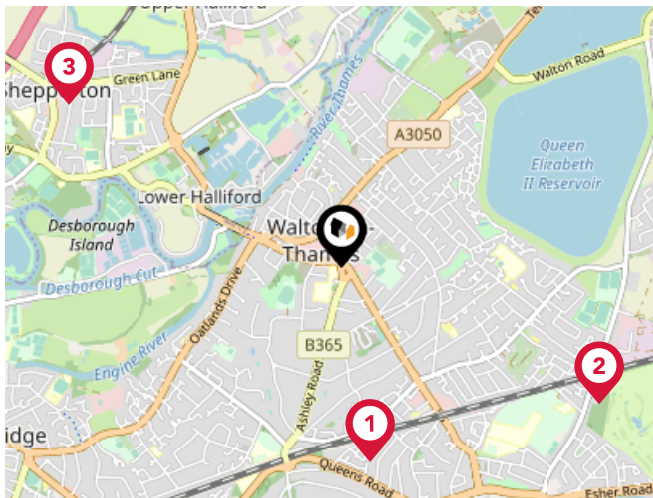 Upper Halliford
3
Green Lane
Shepperton
Walton Road
River Thames
A3050
Queen
Elizabeth
II Reservoir
Lower Halliford
Desborough
Island
Walton-on-
Thames
Desborough Cut
Oatlands Drive
B365
Engine River
Ashley Road
2
1
Queens Road
Esher Road